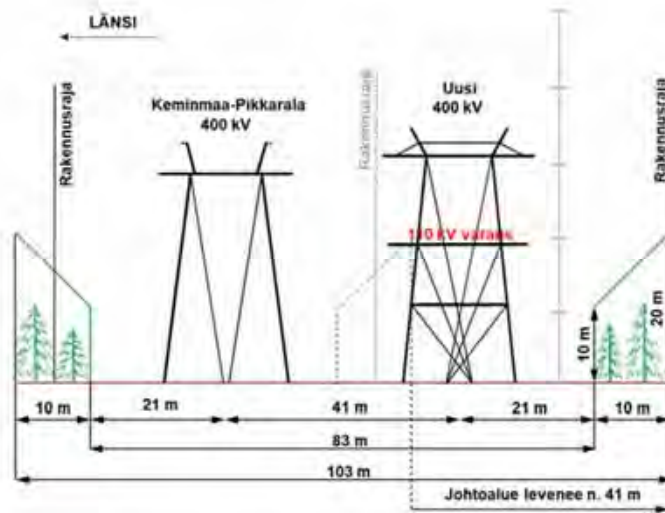 LÄNSI
Rakennusraja
Keminmaa-Pikkarala
400 kV
Rakennusraja
Uusi
400 kV
Rakennusraja
110 kV varaus
10 m
20 m
10 m
21 m
41 m
21 m
10 m
83 m
103 m
Johtoalue levenee n. 41 m